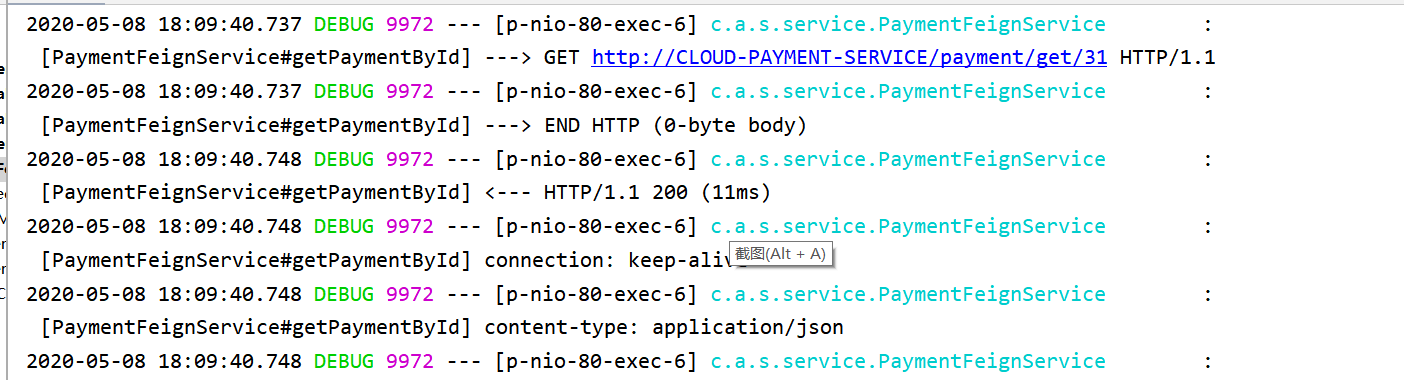 2020-05-08 18:09:40.737 DEBUG 9972 --- [p-nio-80-exec-6] c.a.s.service.PaymentFeignService :
[PaymentFeignService#getPaymentById] ---> GET http://CLOUD-PAYMENT-SERVICE/payment/get/31 HTTP/1.1
2020-05-08 18:09:40.737 DEBUG 9972 --- [p-nio-80-exec-6] c.a.s.service.PaymentFeignService :
[PaymentFeignService#getPaymentById] ---> END HTTP (0-byte body)
2020-05-08 18:09:40.748 DEBUG 9972 --- [p-nio-80-exec-6] c.a.s.service.PaymentFeignService :
[PaymentFeignService#getPaymentById] <--- HTTP/1.1 200 (11ms)
2020-05-08 18:09:40.748 DEBUG 9972 --- [p-nio-80-exec-6] c.a.s.service.PaymentFeignService :
截图(Alt + A)
[PaymentFeignService#getPaymentById] connection: keep-alive
2020-05-08 18:09:40.748 DEBUG 9972 --- [p-nio-80-exec-6] c.a.s.service.PaymentFeignService :
[PaymentFeignService#getPaymentById] content-type: application/json
2020-05-08 18:09:40.748 DEBUG 9972 --- [p-nio-80-exec-6] c.a.s.service.PaymentFeignService :